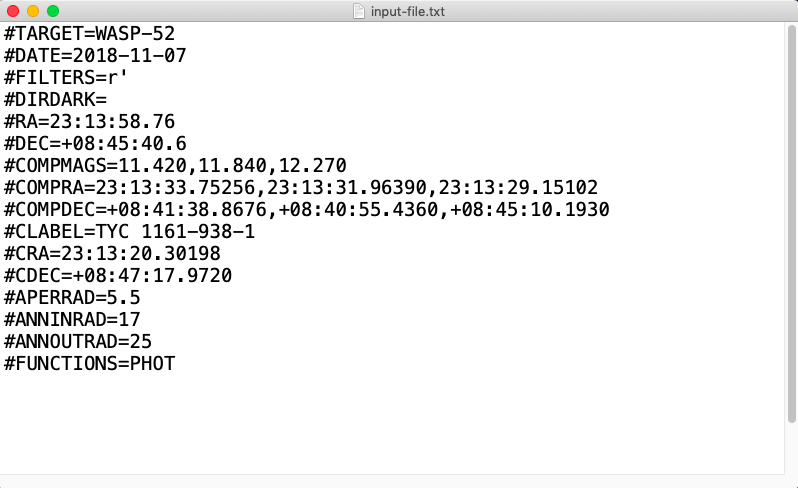 input-file.txt
#TARGET=WASP-52
#DATE=2018-11-07
#FILTERS=r'
#DIRDARK=
#RA=23:13:58.76
#DEC=+08:45:40.6
#COMPMAGS=11.420,11.840,12.270
#COMPRA=23:13:33.75256,23:13:31.96390,23:13:29.15102
#COMPDEC=+08:41:38.8676,+08:40:55.4360,+08:45:10.1930
#CLABEL=TYC 1161-938-1
#CRA=23:13:20.30198
#CDEC=+08:47:17.9720
#APERRAD=5.5
#ANNINRAD=17
#ANNOUTRAD=25
#FUNCTIONS=PHOT